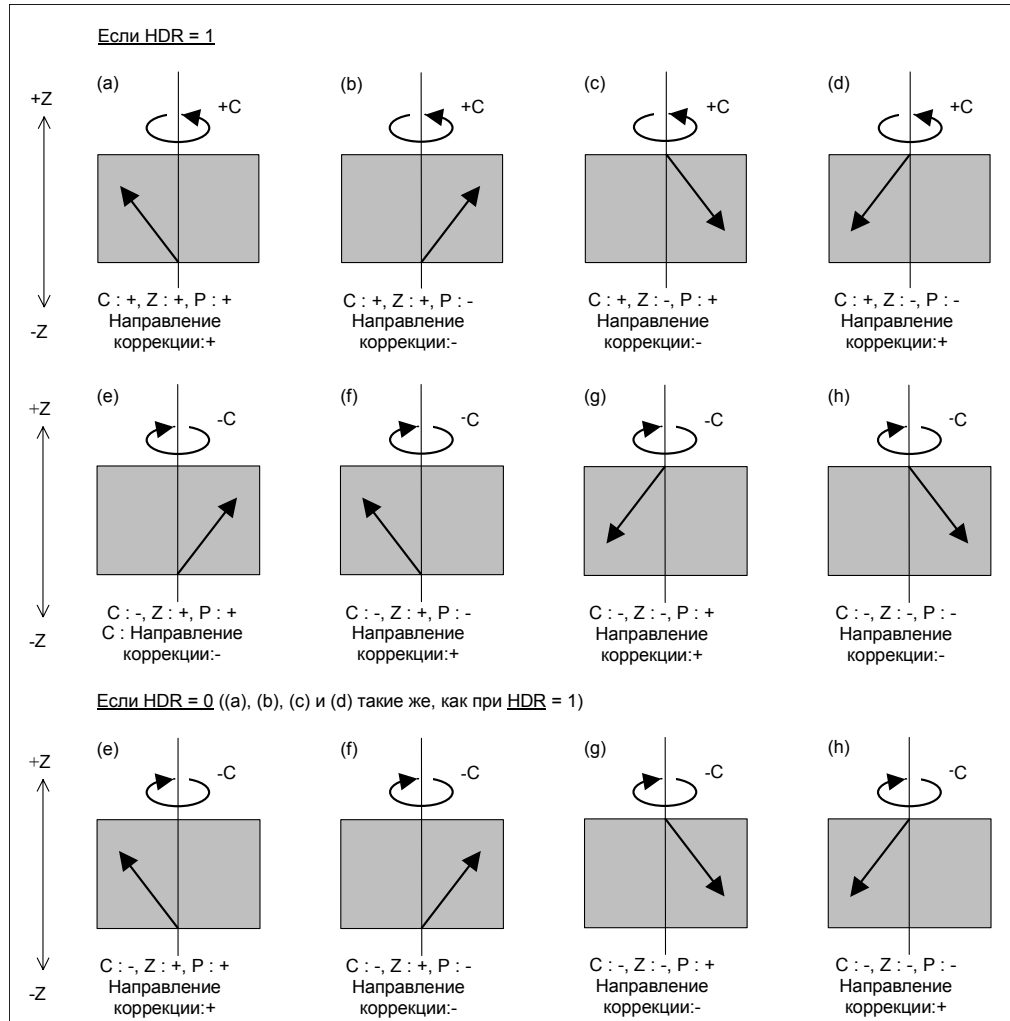 Если HDR = 1
(a) (b) (c) (d)
+Z
+C +C +C +C
C : +, Z : +, P : + C : +, Z : +, P : - C : +, Z : -, P : + C : +, Z : -, P : -
-Z
Направление Направление Направление Направление
коррекции:+ коррекции:- коррекции:- коррекции:+
(e) (f) (g) (h)
+Z
-C -C -C -C
C : -, Z : +, P : + C : -, Z : +, P : - C : -, Z : -, P : + C : -, Z : -, P : -
-Z
C : Направление Направление Направление Направление
коррекции:- коррекции:+ коррекции:+ коррекции:-
Если HDR = 0 ((a), (b), (c) и (d) такие же, как при HDR = 1)
(e) (f) (g) (h)
+Z
-C -C -C -C
C : -, Z : +, P : + C : -, Z : +, P : - C : -, Z : -, P : + C : -, Z : -, P : -
-Z
Направление Направление Направление Направление
коррекции:+ коррекции:- коррекции:- коррекции:+